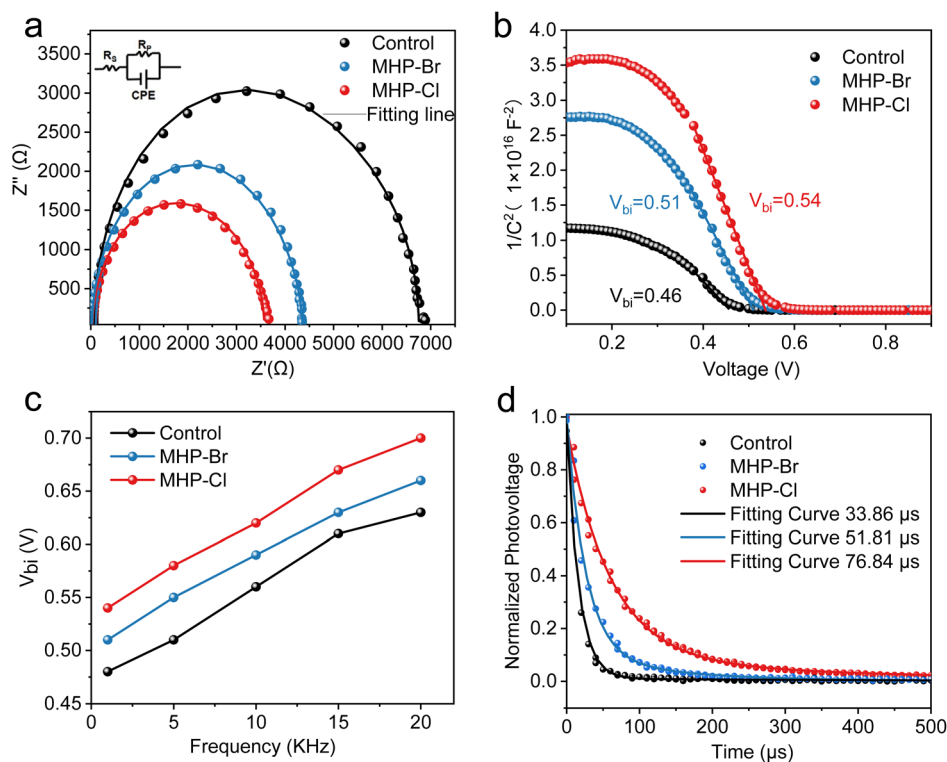 a
R_S
R_P
CPE
Control
MHP-Br
MHP-Cl
Fitting line
3500
3000
2500
2000
1500
1000
500
Z'' (Ω)
0 1000 2000 3000 4000 5000 6000 7000
Z'(Ω)
b
Control
MHP-Br
MHP-Cl
4.0
3.5
3.0
2.5
2.0
1.5
1.0
0.5
0.0
1/C² ( 1×10¹⁶ F⁻²)
V_bi=0.51
V_bi=0.54
V_bi=0.46
0.2 0.4 0.6 0.8
Voltage (V)
c
Control
MHP-Br
MHP-Cl
0.70
0.65
0.60
0.55
0.50
0.45
V_bi (V)
0 5 10 15 20
Frequency (KHz)
d
Control
MHP-Br
MHP-Cl
Fitting Curve 33.86 μs
Fitting Curve 51.81 μs
Fitting Curve 76.84 μs
1.0
0.8
0.6
0.4
0.2
0.0
Normalized Photovoltage
0 100 200 300 400 500
Time (μs)